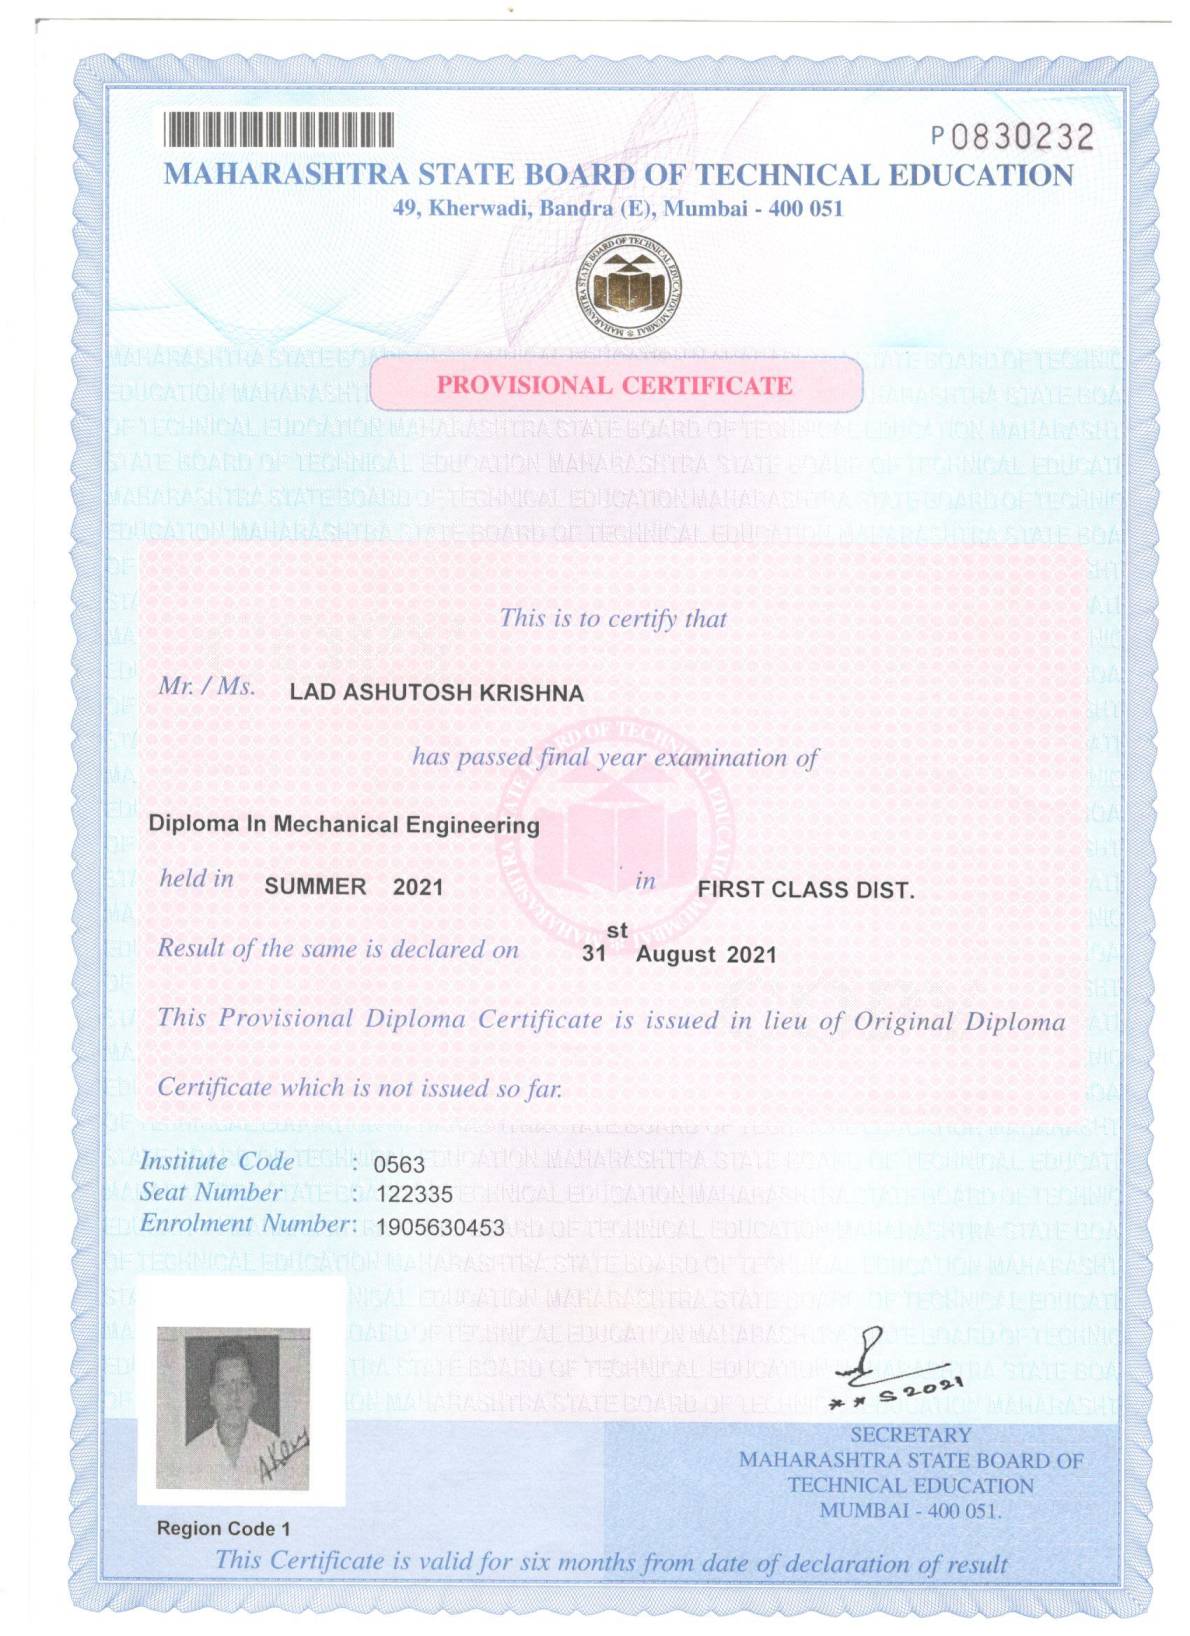 P0830232
MAHARASHTRA STATE BOARD OF TECHNICAL EDUCATION
49, Kherwadi, Bandra (E), Mumbai - 400 051
MAHARASHTRA STATE BOARD OF TECHNICAL EDUCATION MUMBAI
PROVISIONAL CERTIFICATE
This is to certify that
Mr. / Ms. LAD ASHUTOSH KRISHNA
has passed final year examination of
Diploma In Mechanical Engineering
held in SUMMER 2021 in FIRST CLASS DIST.
Result of the same is declared on 31st August 2021
This Provisional Diploma Certificate is issued in lieu of Original Diploma
Certificate which is not issued so far.
Institute Code : 0563
Seat Number : 122335
Enrolment Number: 1905630453
** S2021
SECRETARY
MAHARASHTRA STATE BOARD OF
TECHNICAL EDUCATION
MUMBAI - 400 051.
Region Code 1
This Certificate is valid for six months from date of declaration of result